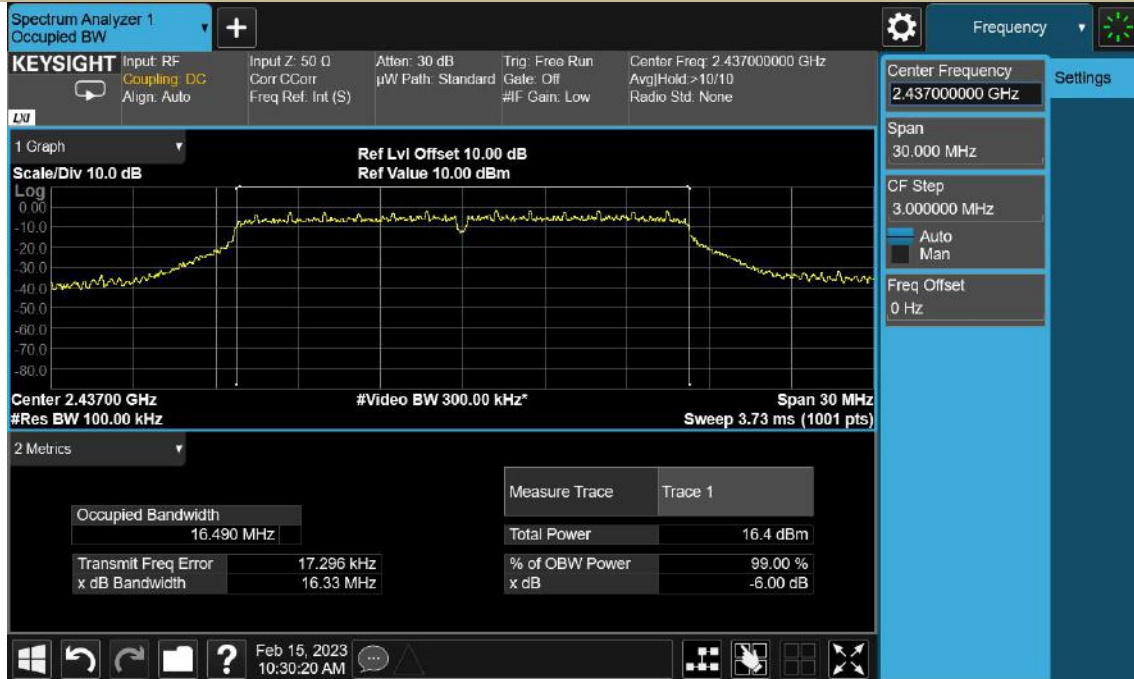 Spectrum Analyzer 1
Occupied BW
+
Frequency
KEYSIGHT
Input: RF
Coupling: DC
Align: Auto
Input Z: 50 Ω
Corr CCorr
Freq Ref: Int (S)
Atten: 30 dB
µW Path: Standard
Trig: Free Run
Gate: Off
#IF Gain: Low
Center Freq: 2.437000000 GHz
Avg|Hold:>10/10
Radio Std: None
LXI
Center Frequency
2.437000000 GHz
Settings
Span
30.000 MHz
CF Step
3.000000 MHz
Auto
Man
Freq Offset
0 Hz
1 Graph
Scale/Div 10.0 dB
Ref Lvl Offset 10.00 dB
Ref Value 10.00 dBm
Log
0.00
-10.0
-20.0
-30.0
-40.0
-50.0
-60.0
-70.0
-80.0
Center 2.43700 GHz
#Video BW 300.00 kHz*
Span 30 MHz
#Res BW 100.00 kHz
Sweep 3.73 ms (1001 pts)
2 Metrics
Measure Trace
Trace 1
Occupied Bandwidth
16.490 MHz
Total Power
16.4 dBm
Transmit Freq Error
17.296 kHz
% of OBW Power
99.00 %
x dB Bandwidth
16.33 MHz
x dB
-6.00 dB
?
Feb 15, 2023
10:30:20 AM